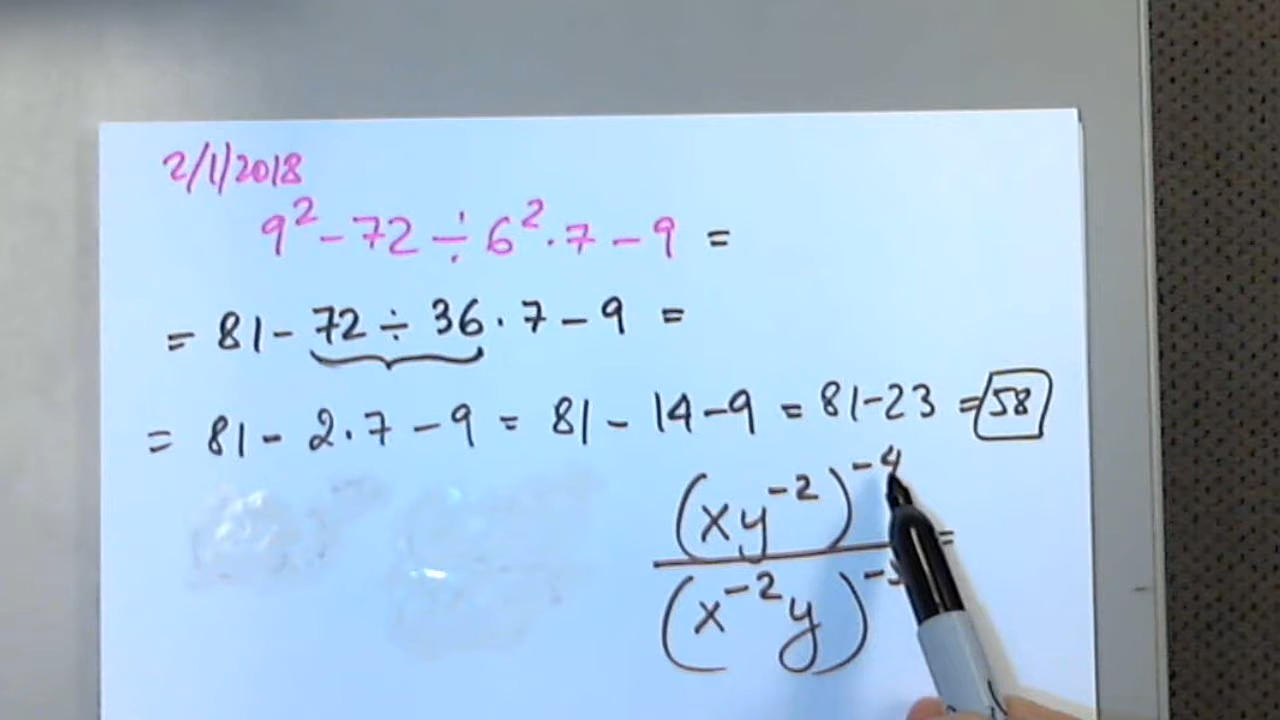 2/1/2018
9² - 72 ÷ 6² · 7 - 9 =
= 81 - 72 ÷ 36 · 7 - 9 =
= 81 - 2 · 7 - 9 = 81 - 14 - 9 = 81 - 23 = 58
(xy⁻²)⁻⁴ =
(x⁻²y)⁻